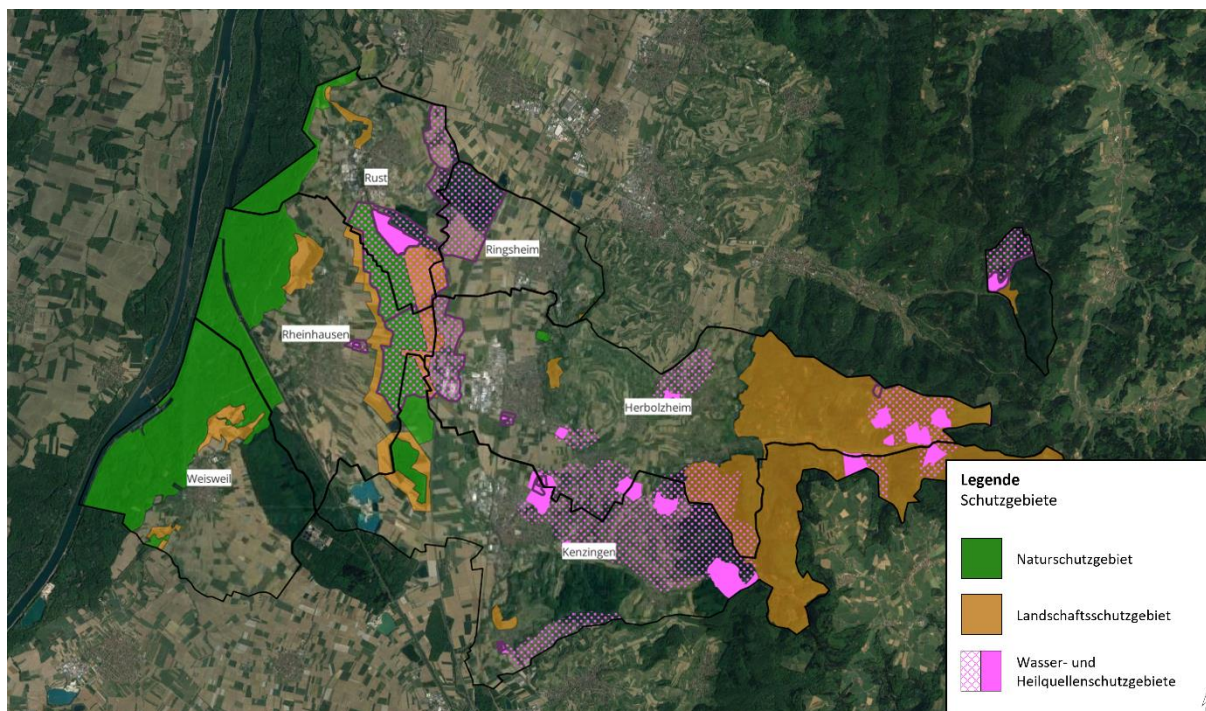 Rust
Ringsheim
Rheinhausen
Herbolzheim
Weisweil
Kenzingen
Legende
Schutzgebiete
Naturschutzgebiet
Landschaftsschutzgebiet
Wasser- und
Heilquellenschutzgebiete